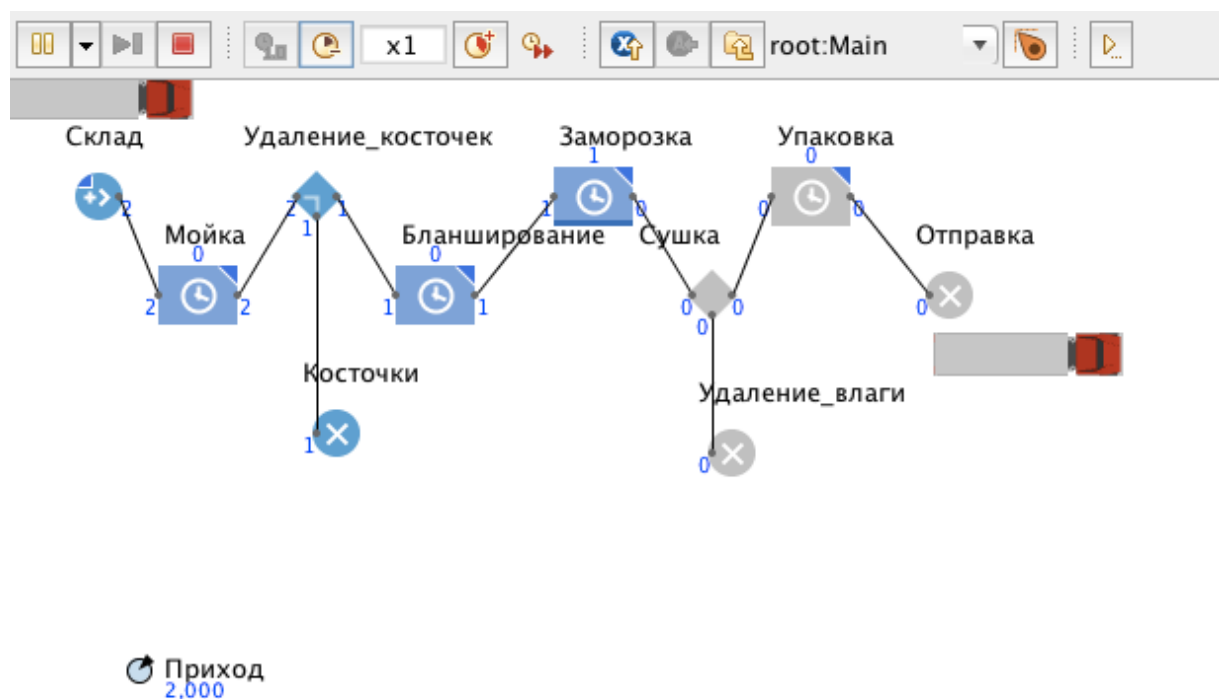 x1 root:Main
Склад Удаление_косточек Заморозка Упаковка
1 0
2 2 1 1 0 0 0
1
Мойка Бланширование Сушка Отправка
0 0
2 2 1 1 0 0 0
0
Косточки
Удаление_влаги
1
0
Приход
2,000